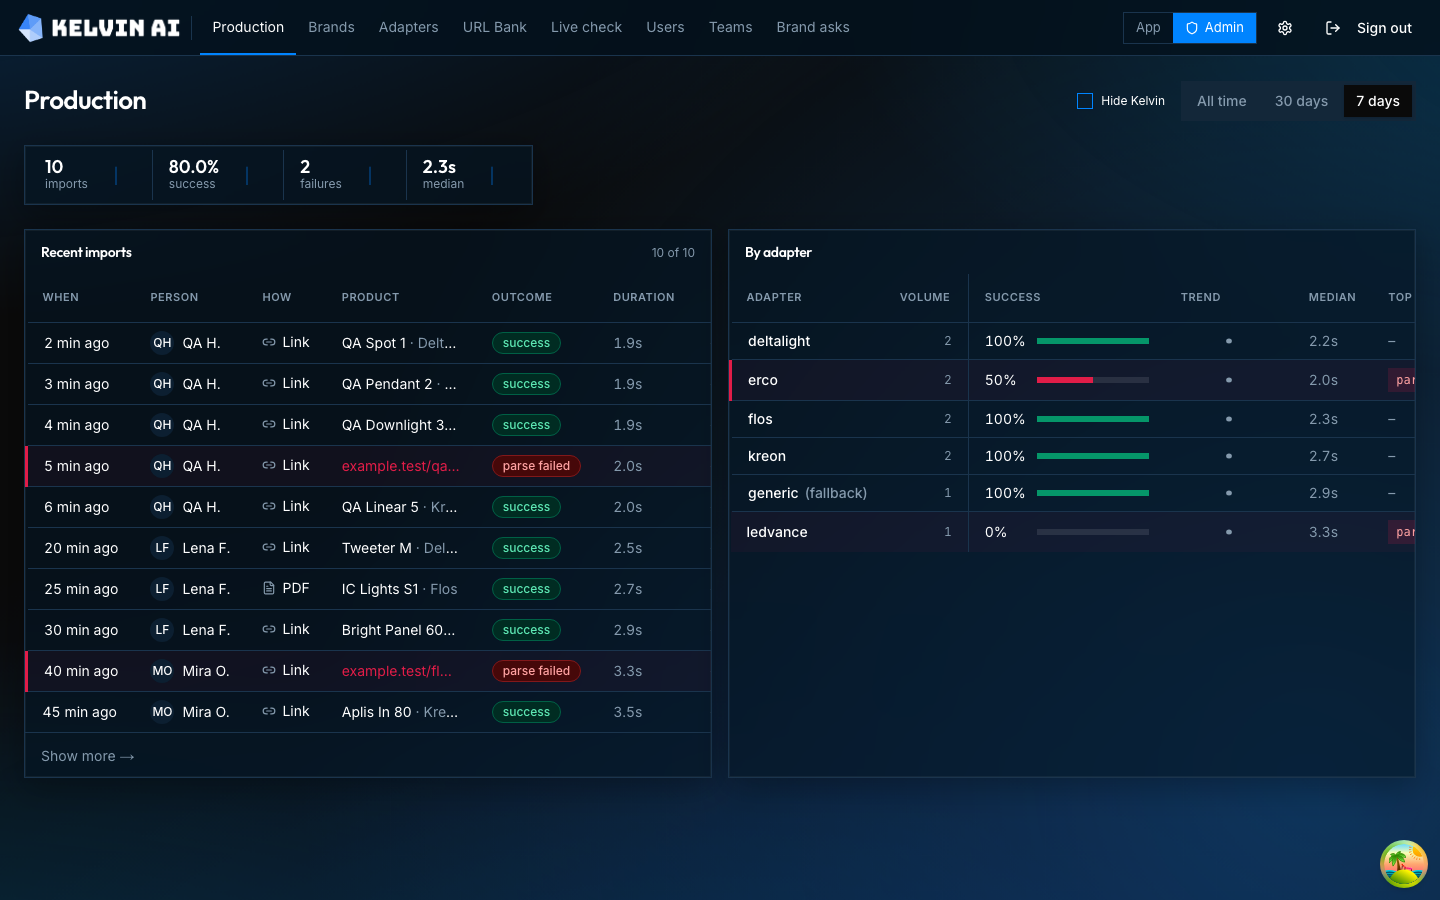 KELVIN AI Production Brands Adapters URL Bank Live check Users Teams Brand asks App Admin Sign out
Production Hide Kelvin All time 30 days 7 days
10 80.0% 2 2.3s
imports success failures median
Recent imports 10 of 10
WHEN PERSON HOW PRODUCT OUTCOME DURATION
2 min ago QH QA H. Link QA Spot 1 · Delt... success 1.9s
3 min ago QH QA H. Link QA Pendant 2 · ... success 1.9s
4 min ago QH QA H. Link QA Downlight 3... success 1.9s
5 min ago QH QA H. Link example.test/qa... parse failed 2.0s
6 min ago QH QA H. Link QA Linear 5 · Kr... success 2.0s
20 min ago LF Lena F. Link Tweeter M · Del... success 2.5s
25 min ago LF Lena F. PDF IC Lights S1 · Flos success 2.7s
30 min ago LF Lena F. Link Bright Panel 60... success 2.9s
40 min ago MO Mira O. Link example.test/fl... parse failed 3.3s
45 min ago MO Mira O. Link Aplis In 80 · Kre... success 3.5s
Show more →
By adapter
ADAPTER VOLUME SUCCESS TREND MEDIAN TOP
deltalight 2 100% 2.2s –
erco 2 50% 2.0s par
flos 2 100% 2.3s –
kreon 2 100% 2.7s –
generic (fallback) 1 100% 2.9s –
ledvance 1 0% 3.3s par